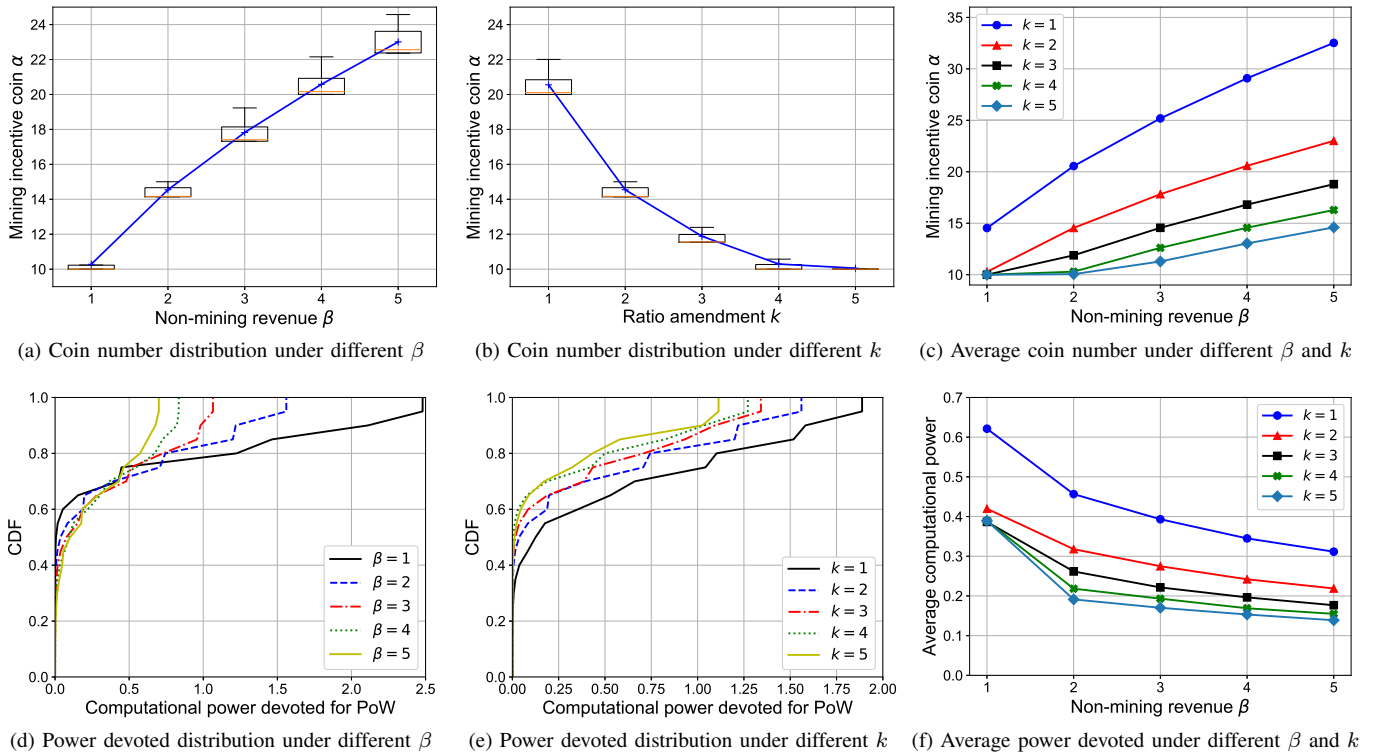 24
22
20
18
16
14
12
10
Mining incentive coin α
1 2 3 4 5
Non-mining revenue β
(a) Coin number distribution under different β
24
22
20
18
16
14
12
10
Mining incentive coin α
1 2 3 4 5
Ratio amendment k
(b) Coin number distribution under different k
35
30
25
20
15
10
Mining incentive coin α
k = 1
k = 2
k = 3
k = 4
k = 5
1 2 3 4 5
Non-mining revenue β
(c) Average coin number under different β and k
1.0
0.8
0.6
0.4
0.2
0.0
CDF
β = 1
β = 2
β = 3
β = 4
β = 5
0.0 0.5 1.0 1.5 2.0 2.5
Computational power devoted for PoW
(d) Power devoted distribution under different β
1.0
0.8
0.6
0.4
0.2
0.0
CDF
k = 1
k = 2
k = 3
k = 4
k = 5
0.00 0.25 0.50 0.75 1.00 1.25 1.50 1.75 2.00
Computational power devoted for PoW
(e) Power devoted distribution under different k
0.7
0.6
0.5
0.4
0.3
0.2
0.1
0.0
Average computational power
k = 1
k = 2
k = 3
k = 4
k = 5
1 2 3 4 5
Non-mining revenue β
(f) Average power devoted under different β and k